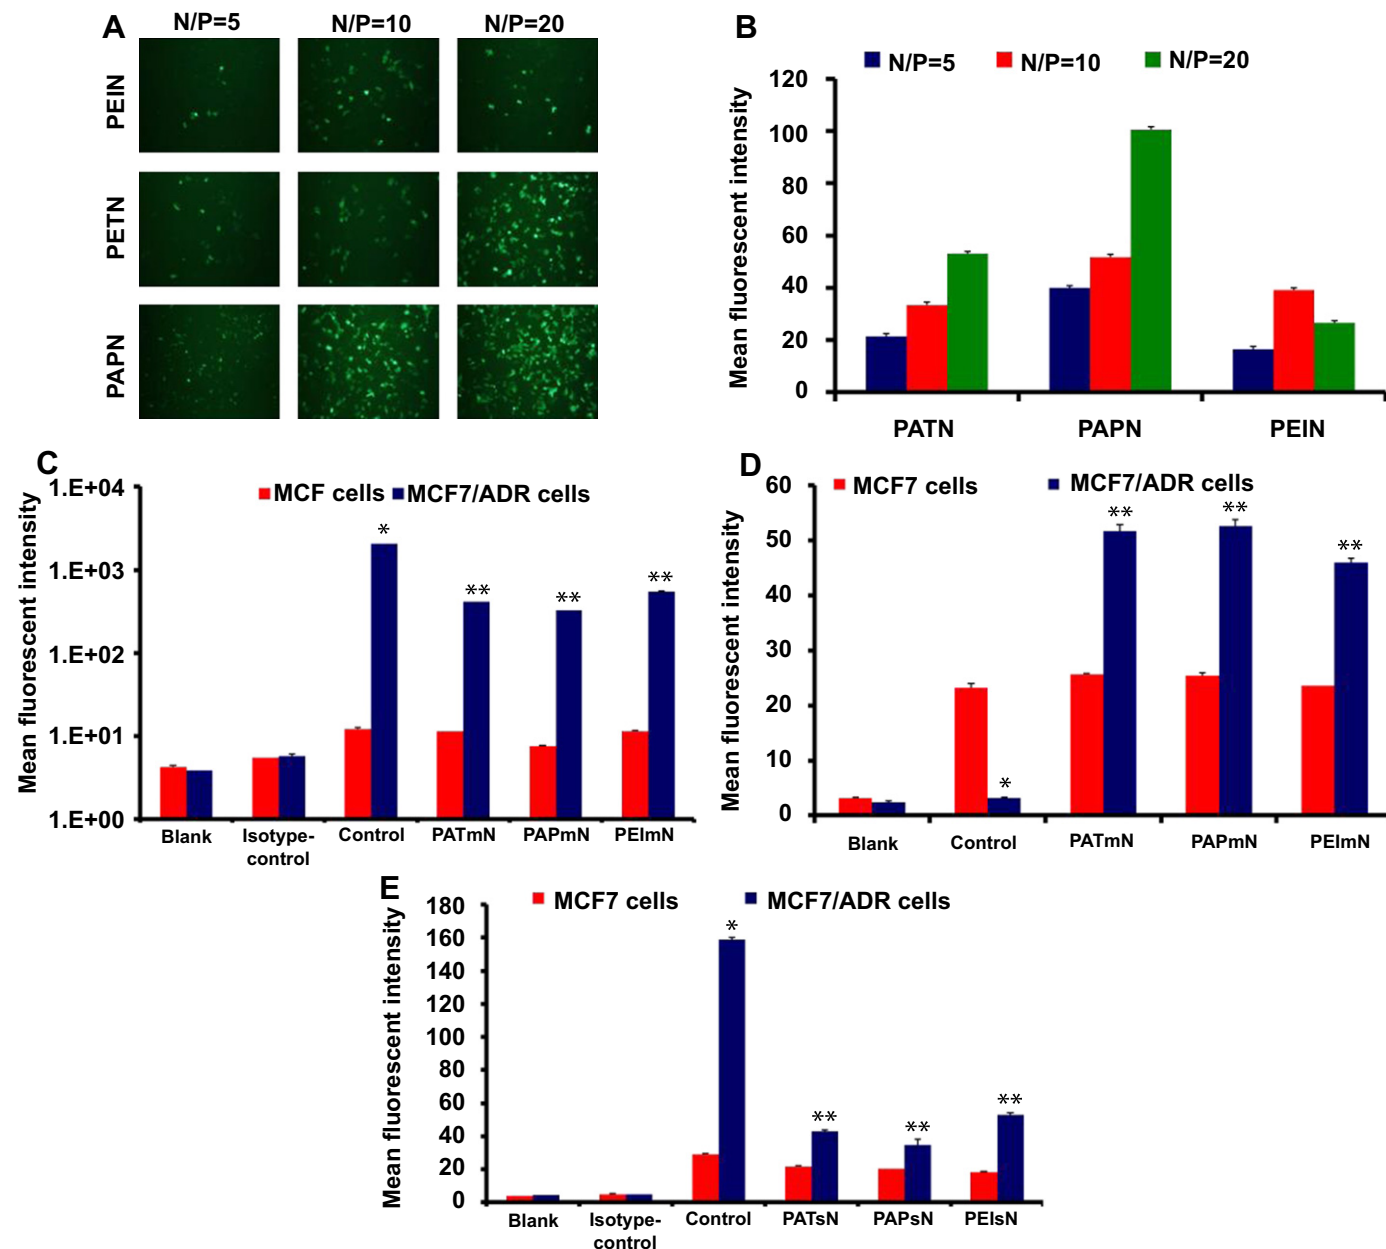 A
N/P=5 N/P=10 N/P=20
PEIN
PETN
PAPN
B
N/P=5 N/P=10 N/P=20
Mean fluorescent intensity
120
100
80
60
40
20
0
PATN PAPN PEIN
C
MCF cells MCF7/ADR cells
Mean fluorescent intensity
1.E+04
1.E+03
1.E+02
1.E+01
1.E+00
* ** ** **
Blank Isotype-control Control PATmN PAPmN PEImN
D
MCF7 cells MCF7/ADR cells
Mean fluorescent intensity
60
50
40
30
20
10
0
* ** ** **
Blank Control PATmN PAPmN PEImN
E
MCF7 cells MCF7/ADR cells
Mean fluorescent intensity
180
160
140
120
100
80
60
40
20
0
* ** ** **
Blank Isotype-control Control PATsN PAPsN PEIsN